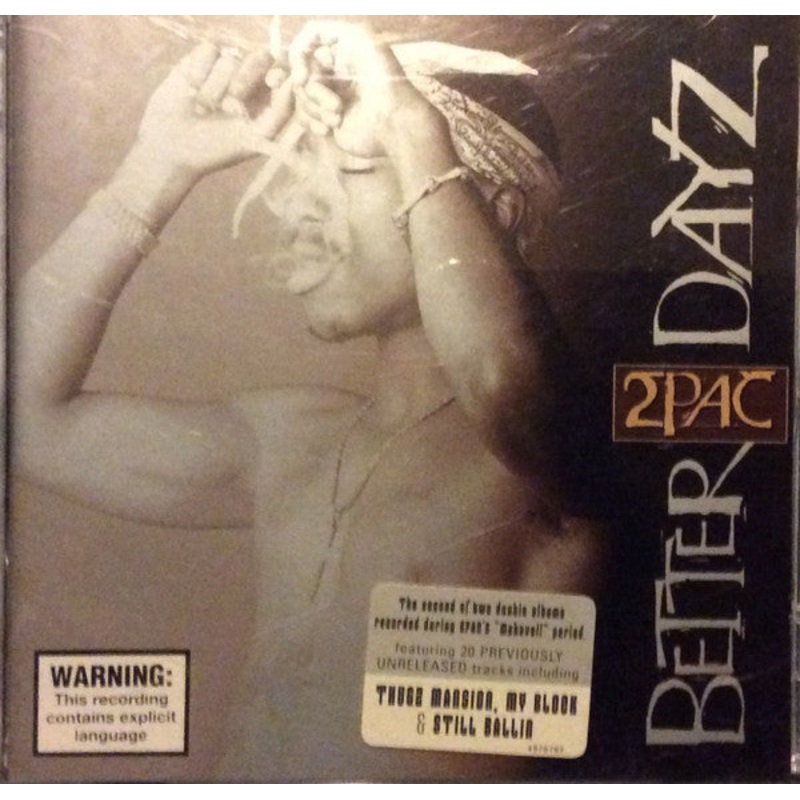 BETTER DAYZ
2PAC
The second of two double albums
recorded during 2PAC's "Makaveli" period
featuring 20 PREVIOUSLY
UNRELEASED tracks including
THUGZ MANSION, MY BLOCK
& STILL BALLIN
WARNING:
This recording
contains explicit
language